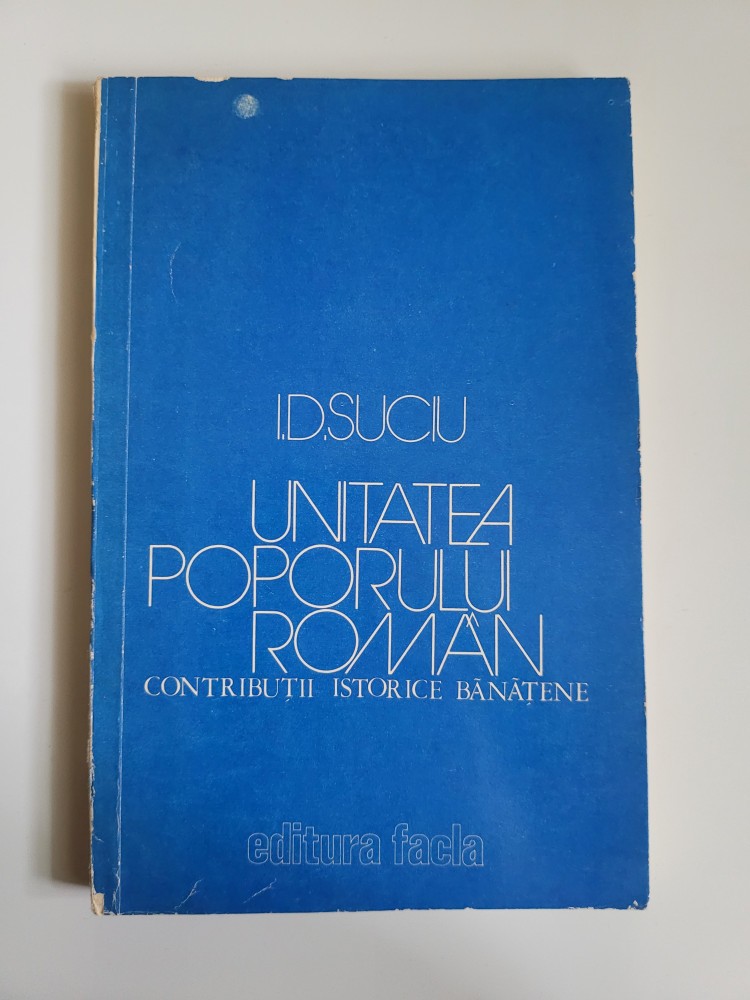 I.D.SUCIU
UNITATEA
POPORULUI
ROMÂN
CONTRIBUȚII ISTORICE BĂNĂȚENE
editura facla